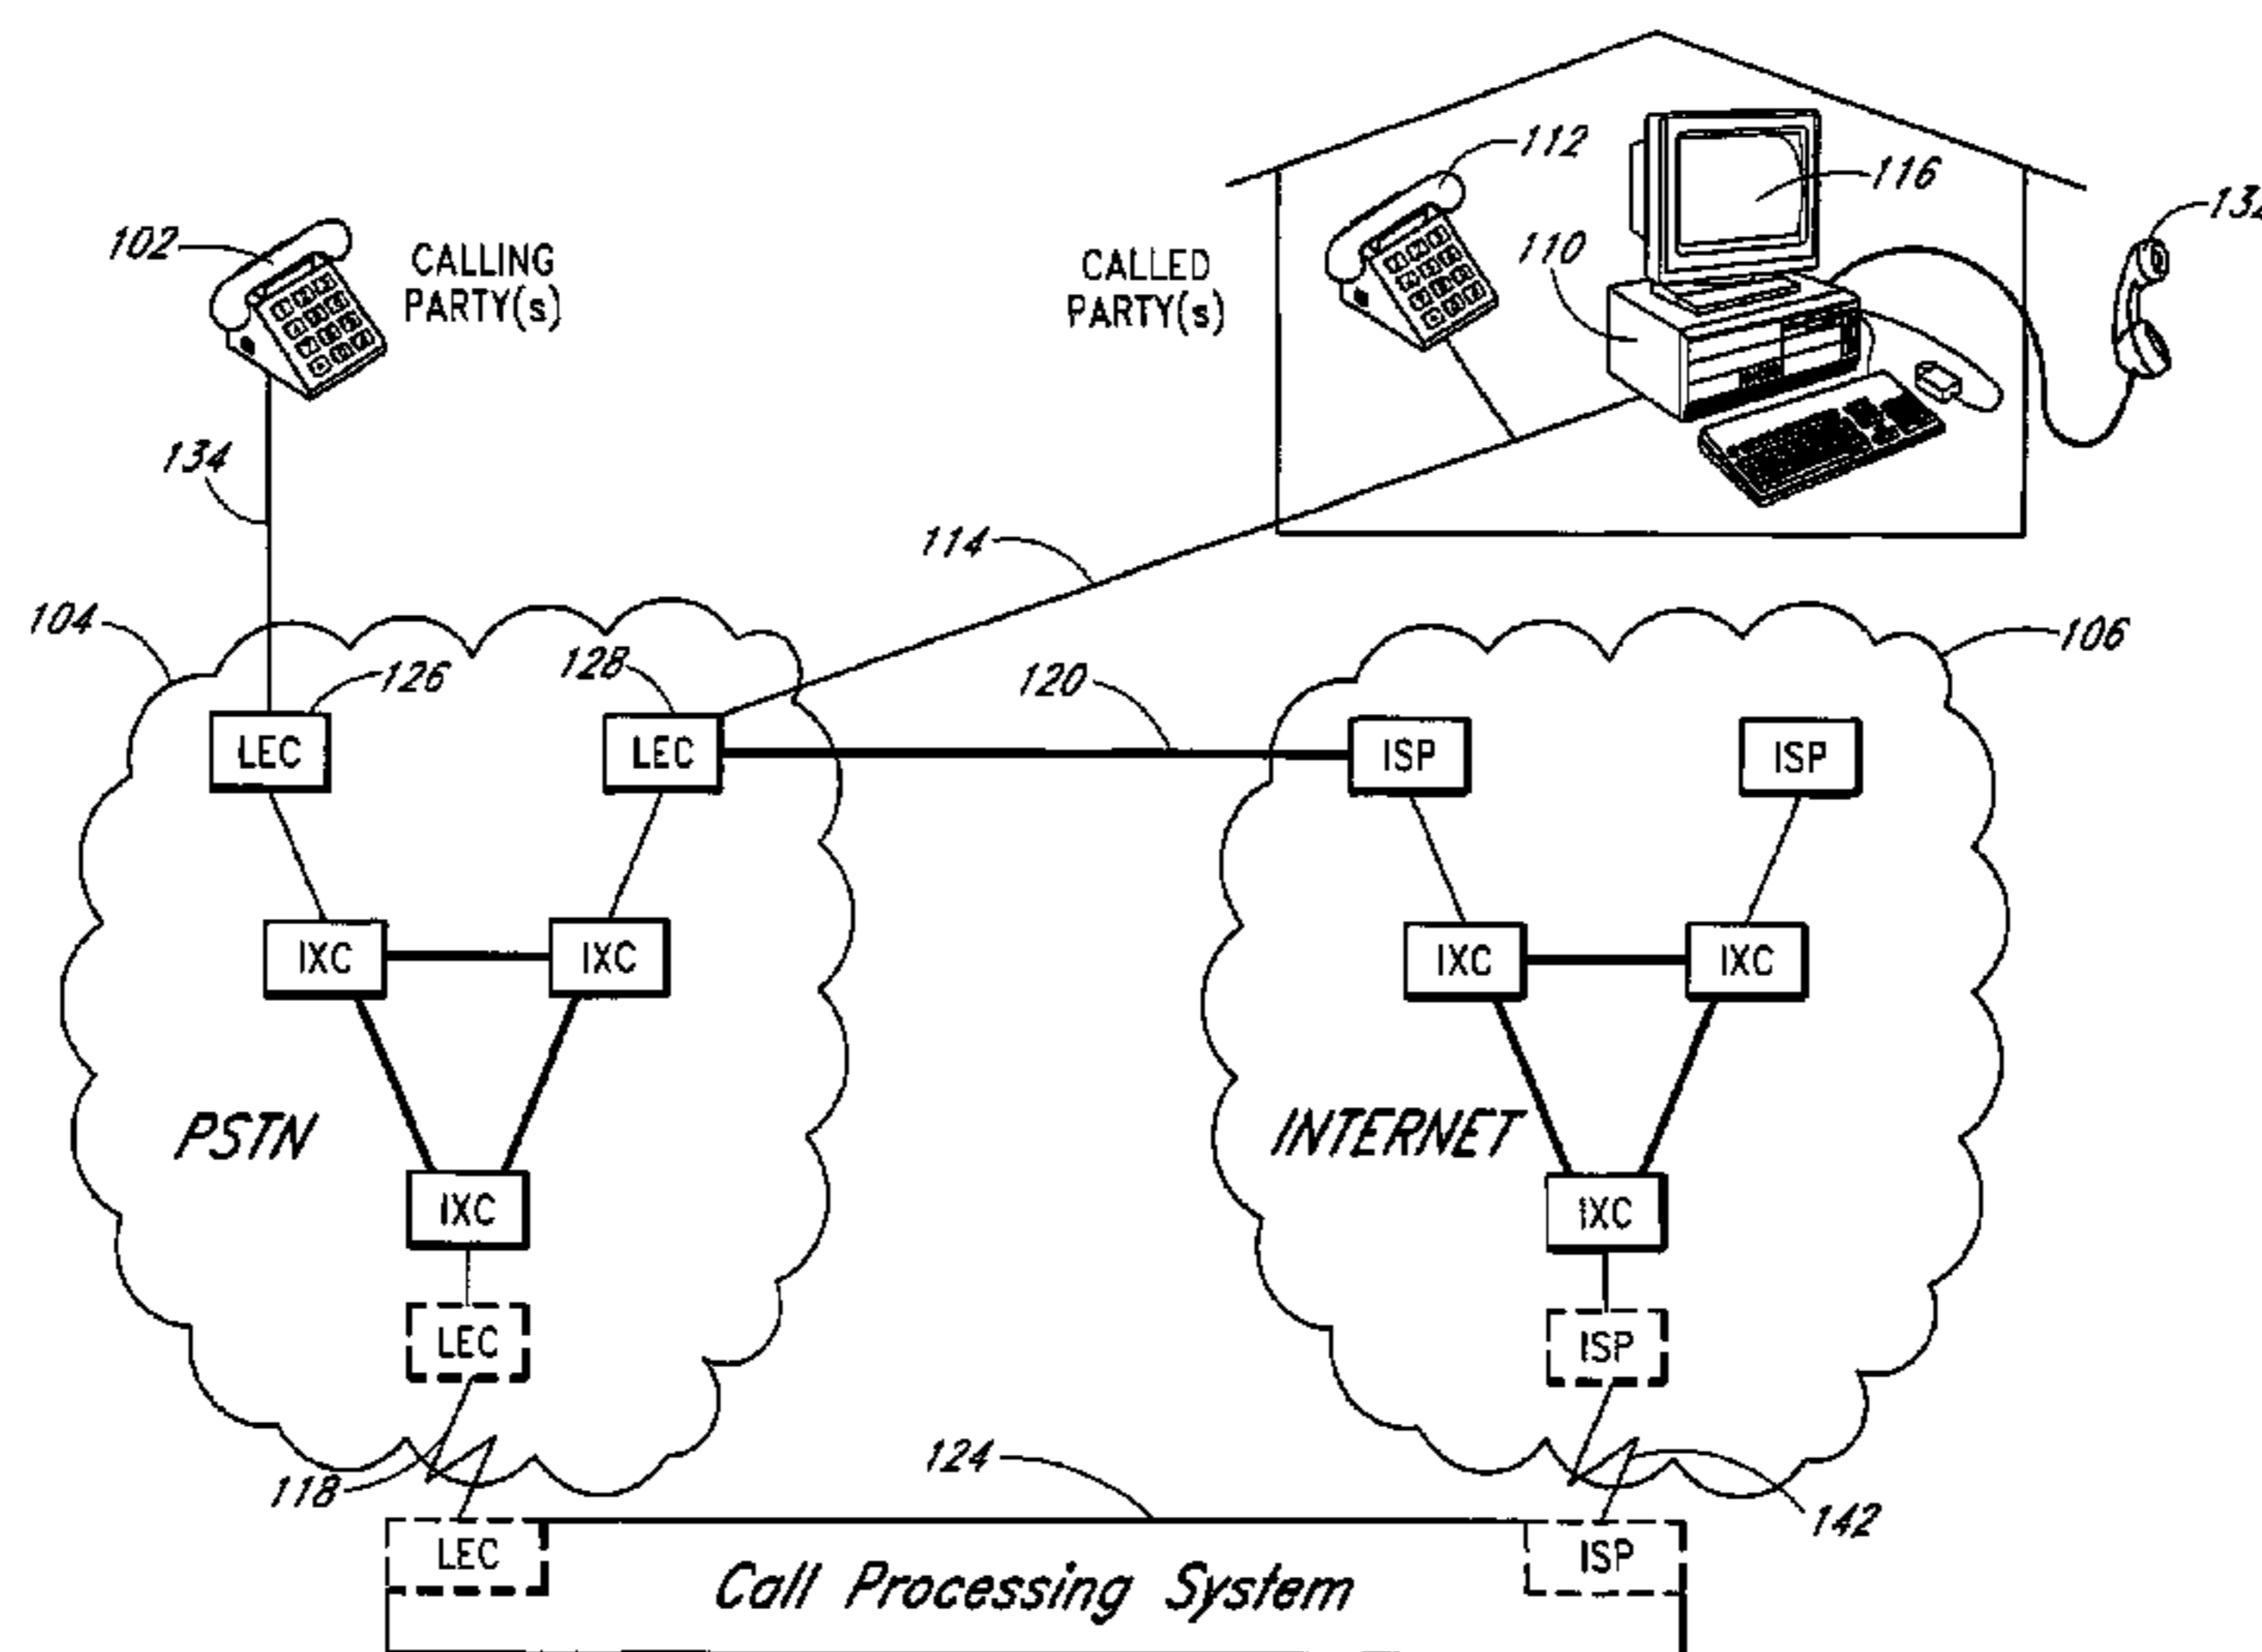 112
116
132
102
CALLING
PARTY(s)
CALLED
PARTY(s)
110
134
114
104
106
126
128
120
LEC
LEC
ISP
ISP
IXC
IXC
IXC
IXC
PSTN
INTERNET
IXC
IXC
LEC
ISP
124
118
142
LEC
ISP
Call Processing System